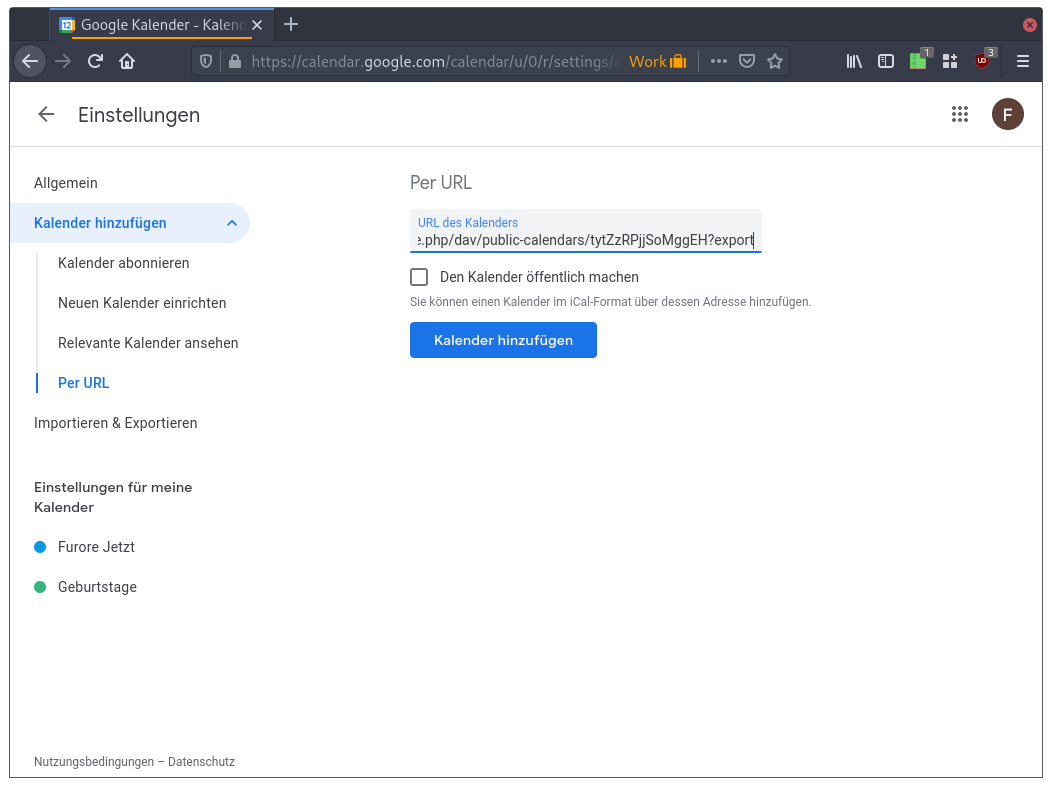 12 Google Kalender - Kalend
https://calendar.google.com/calendar/u/0/r/settings/a Work 1 3
Einstellungen
F
Allgemein
Kalender hinzufügen
Kalender abonnieren
Neuen Kalender einrichten
Relevante Kalender ansehen
Per URL
Importieren & Exportieren
Einstellungen für meine
Kalender
Furore Jetzt
Geburtstage
Per URL
URL des Kalenders
e.php/dav/public-calendars/tytZzRPjjSoMggEH?export
Den Kalender öffentlich machen
Sie können einen Kalender im iCal-Format über dessen Adresse hinzufügen.
Kalender hinzufügen
Nutzungsbedingungen – Datenschutz